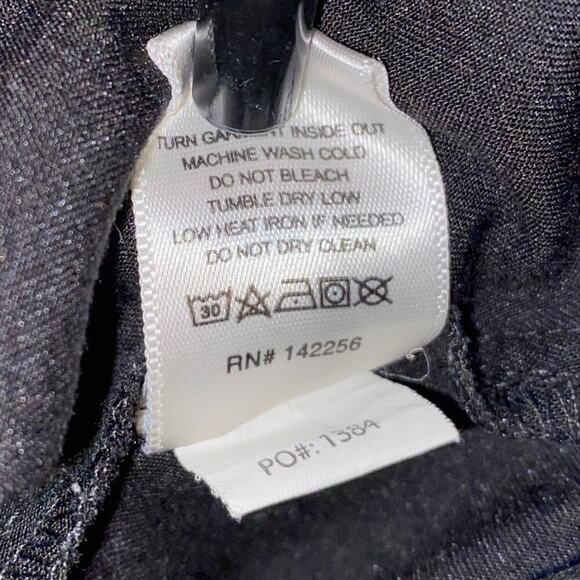 TURN GARMENT INSIDE OUT
MACHINE WASH COLD
DO NOT BLEACH
TUMBLE DRY LOW
LOW HEAT IRON IF NEEDED
DO NOT DRY CLEAN
30
RN# 142256
PO#: 1384